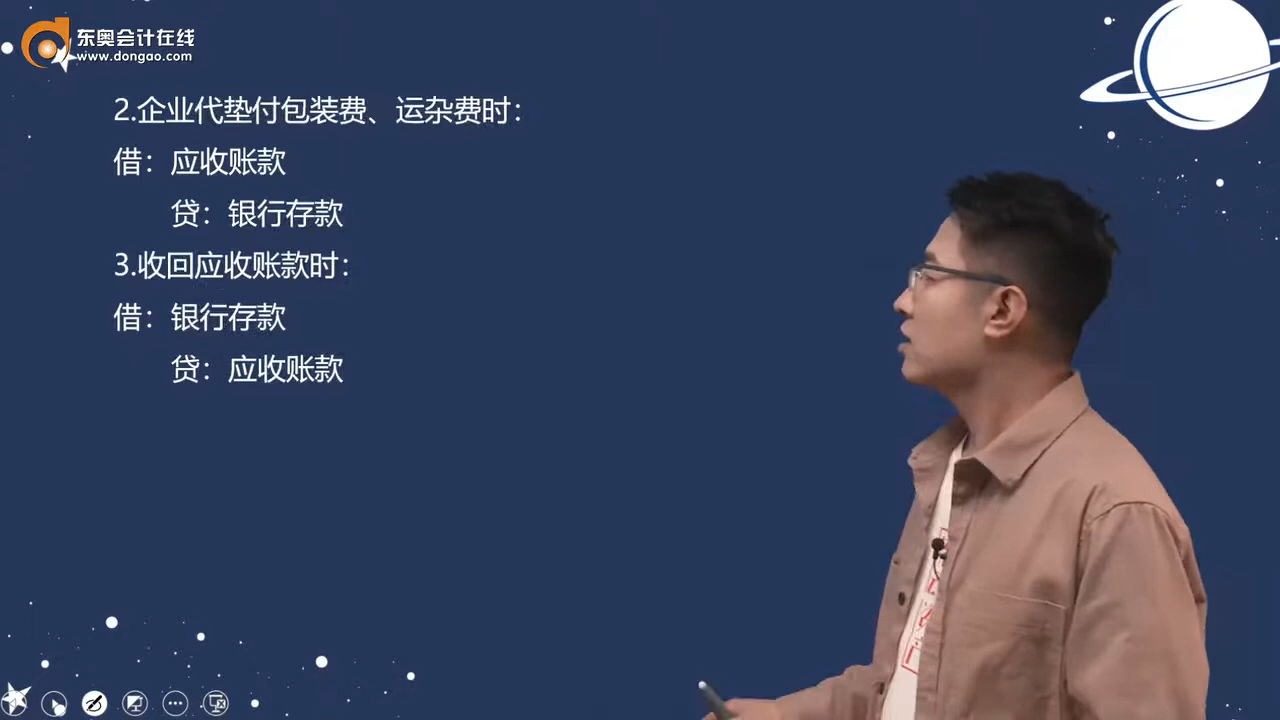 东奥会计在线
www.dongao.com
2.企业代垫付包装费、运杂费时：
借：应收账款
贷：银行存款
3.收回应收账款时：
借：银行存款
贷：应收账款